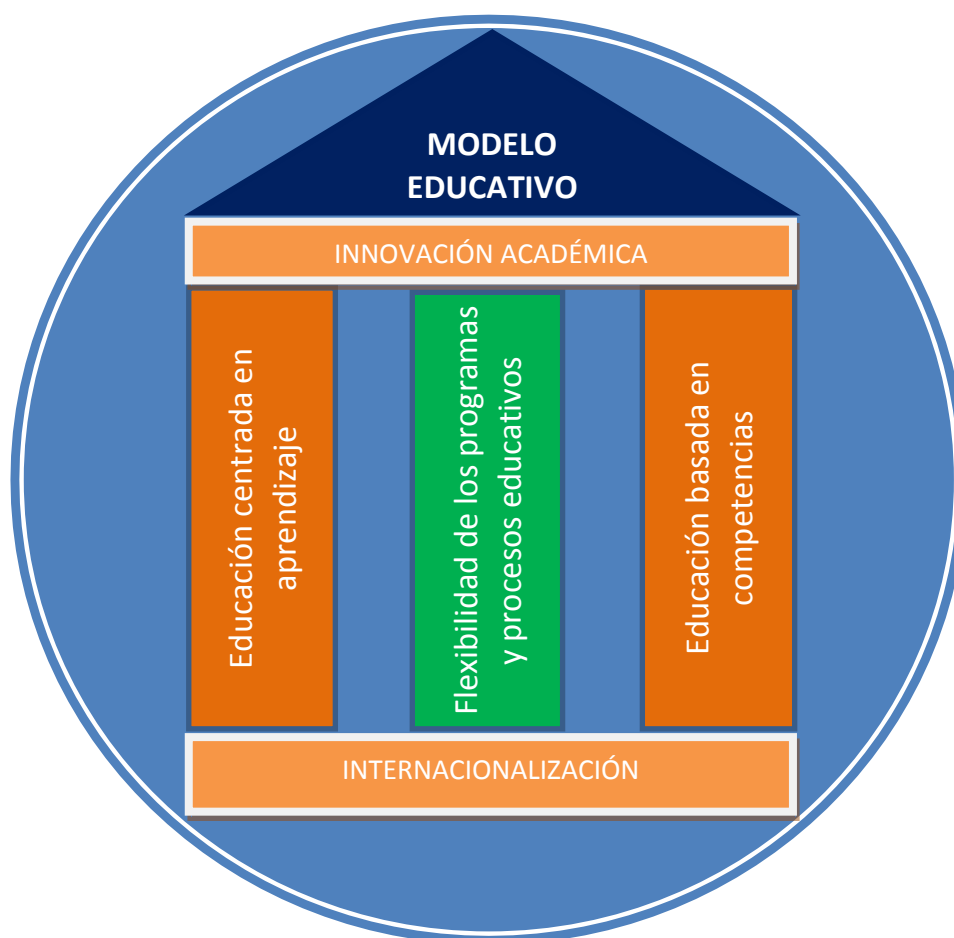 MODELO
EDUCATIVO
INNOVACIÓN ACADÉMICA
Educación centrada en
aprendizaje
Flexibilidad de los programas
y procesos educativos
Educación basada en
competencias
INTERNACIONALIZACIÓN